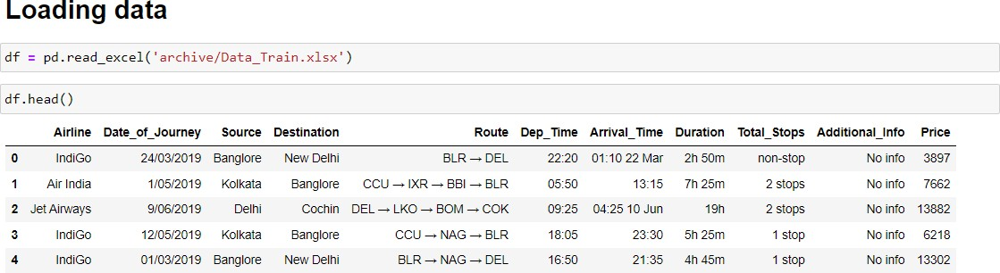 Loading data
df = pd.read_excel('archive/Data_Train.xlsx')
df.head()
Airline Date_of_Journey Source Destination Route Dep_Time Arrival_Time Duration Total_Stops Additional_Info Price
0 IndiGo 24/03/2019 Banglore New Delhi BLR → DEL 22:20 01:10 22 Mar 2h 50m non-stop No info 3897
1 Air India 1/05/2019 Kolkata Banglore CCU → IXR → BBI → BLR 05:50 13:15 7h 25m 2 stops No info 7662
2 Jet Airways 9/06/2019 Delhi Cochin DEL → LKO → BOM → COK 09:25 04:25 10 Jun 19h 2 stops No info 13882
3 IndiGo 12/05/2019 Kolkata Banglore CCU → NAG → BLR 18:05 23:30 5h 25m 1 stop No info 6218
4 IndiGo 01/03/2019 Banglore New Delhi BLR → NAG → DEL 16:50 21:35 4h 45m 1 stop No info 13302